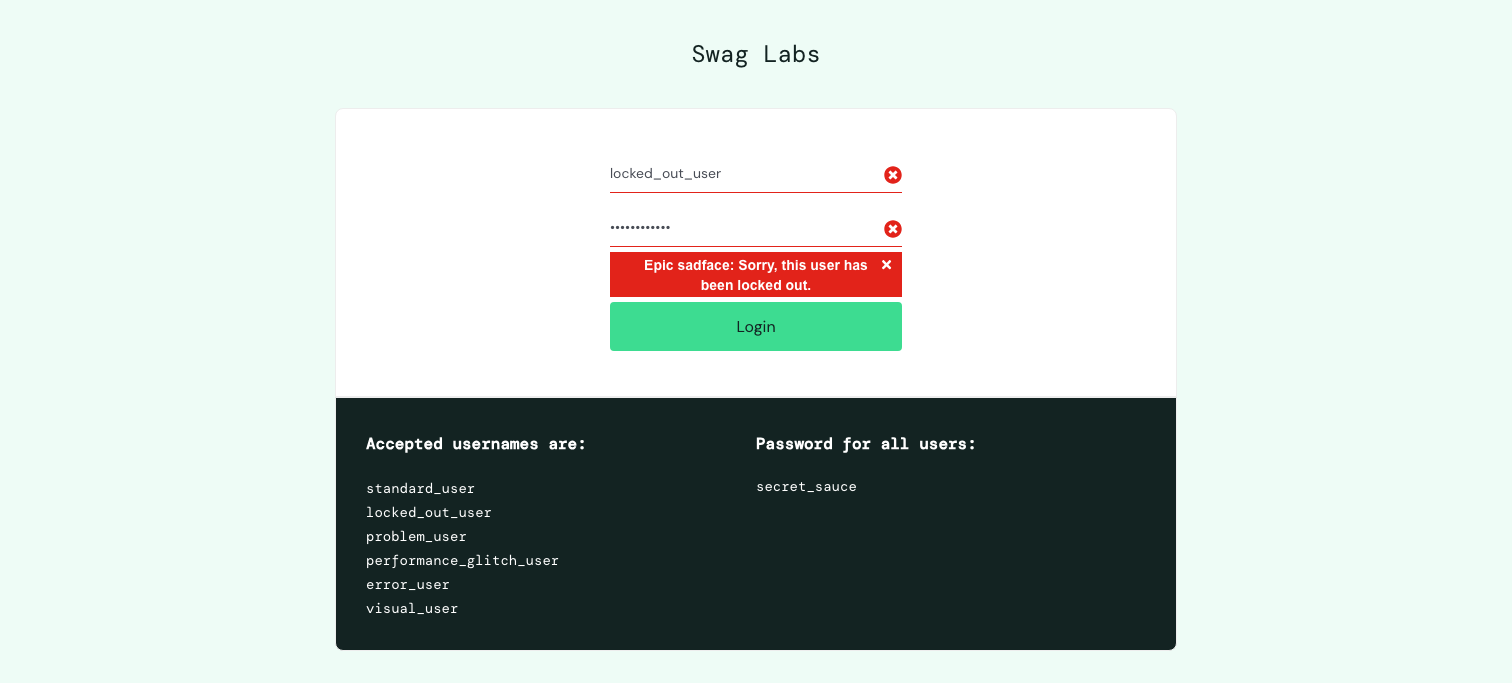 Swag Labs
locked_out_user
••••••••••••
Epic sadface: Sorry, this user has
been locked out.
Login
Accepted usernames are:
standard_user
locked_out_user
problem_user
performance_glitch_user
error_user
visual_user
Password for all users:
secret_sauce